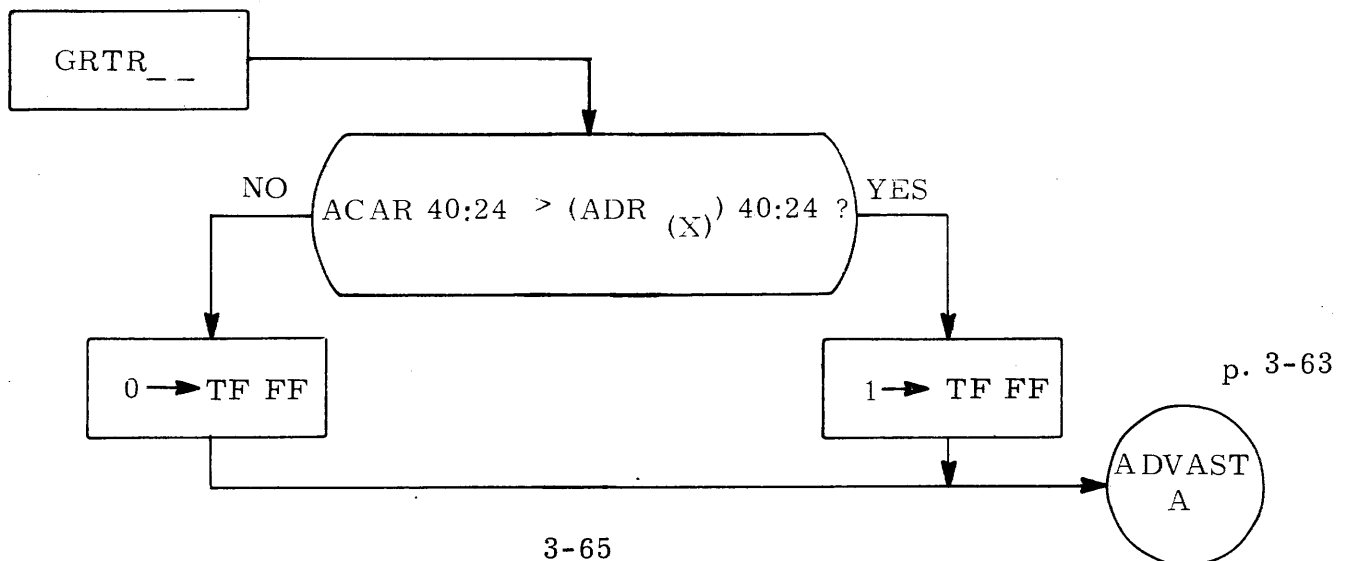 GRTR_ _
NO
ACAR 40:24 > (ADR (X)) 40:24 ?
YES
0 → TF FF
1 → TF FF
p. 3-63
ADVAST
A
3-65